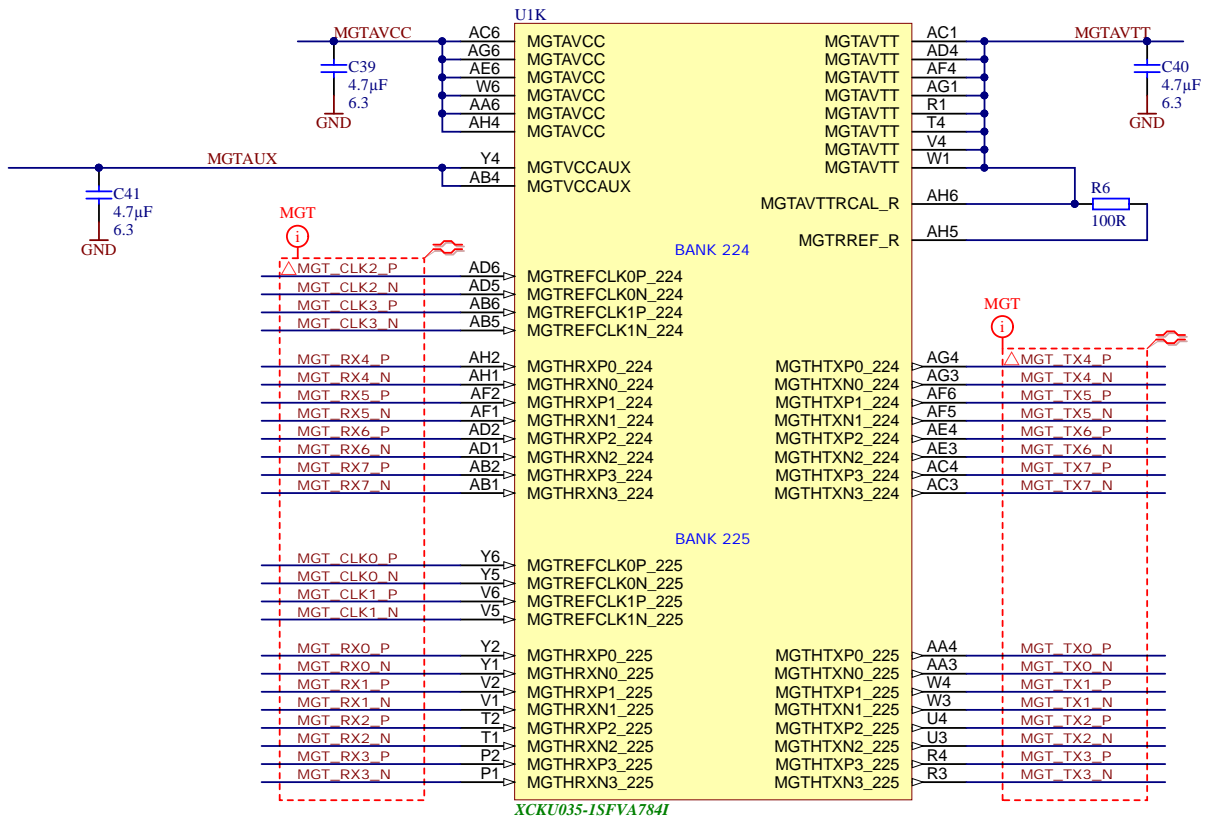 U1K
MGTAVCC AC6 MGTAVCC MGTAVTT AC1 MGTAVTT
AG6 MGTAVCC MGTAVTT AD4
C39 AE6 MGTAVCC MGTAVTT AF4 C40
4.7µF W6 MGTAVCC MGTAVTT AG1 4.7µF
6.3 AA6 MGTAVCC MGTAVTT R1 6.3
GND AH4 MGTAVCC MGTAVTT T4 GND
MGTAVTT V4
MGTAUX Y4 MGTVCCAUX MGTAVTT W1
AB4 MGTVCCAUX
C41 MGTAVTTRCAL_R AH6 R6
4.7µF 100R
6.3
GND MGT MGTRREF_R AH5
i
BANK 224
MGT_CLK2_P AD6 MGTREFCLK0P_224
MGT_CLK2_N AD5 MGTREFCLK0N_224
MGT_CLK3_P AB6 MGTREFCLK1P_224 MGT
MGT_CLK3_N AB5 MGTREFCLK1N_224 i
MGT_RX4_P AH2 MGTHRXP0_224 MGTHTXP0_224 AG4 MGT_TX4_P
MGT_RX4_N AH1 MGTHRXN0_224 MGTHTXN0_224 AG3 MGT_TX4_N
MGT_RX5_P AF2 MGTHRXP1_224 MGTHTXP1_224 AF6 MGT_TX5_P
MGT_RX5_N AF1 MGTHRXN1_224 MGTHTXN1_224 AF5 MGT_TX5_N
MGT_RX6_P AD2 MGTHRXP2_224 MGTHTXP2_224 AE4 MGT_TX6_P
MGT_RX6_N AD1 MGTHRXN2_224 MGTHTXN2_224 AE3 MGT_TX6_N
MGT_RX7_P AB2 MGTHRXP3_224 MGTHTXP3_224 AC4 MGT_TX7_P
MGT_RX7_N AB1 MGTHRXN3_224 MGTHTXN3_224 AC3 MGT_TX7_N
BANK 225
MGT_CLK0_P Y6 MGTREFCLK0P_225
MGT_CLK0_N Y5 MGTREFCLK0N_225
MGT_CLK1_P V6 MGTREFCLK1P_225
MGT_CLK1_N V5 MGTREFCLK1N_225
MGT_RX0_P Y2 MGTHRXP0_225 MGTHTXP0_225 AA4 MGT_TX0_P
MGT_RX0_N Y1 MGTHRXN0_225 MGTHTXN0_225 AA3 MGT_TX0_N
MGT_RX1_P V2 MGTHRXP1_225 MGTHTXP1_225 W4 MGT_TX1_P
MGT_RX1_N V1 MGTHRXN1_225 MGTHTXN1_225 W3 MGT_TX1_N
MGT_RX2_P T2 MGTHRXP2_225 MGTHTXP2_225 U4 MGT_TX2_P
MGT_RX2_N T1 MGTHRXN2_225 MGTHTXN2_225 U3 MGT_TX2_N
MGT_RX3_P P2 MGTHRXP3_225 MGTHTXP3_225 R4 MGT_TX3_P
MGT_RX3_N P1 MGTHRXN3_225 MGTHTXN3_225 R3 MGT_TX3_N
XCKU035-1SFVA784I